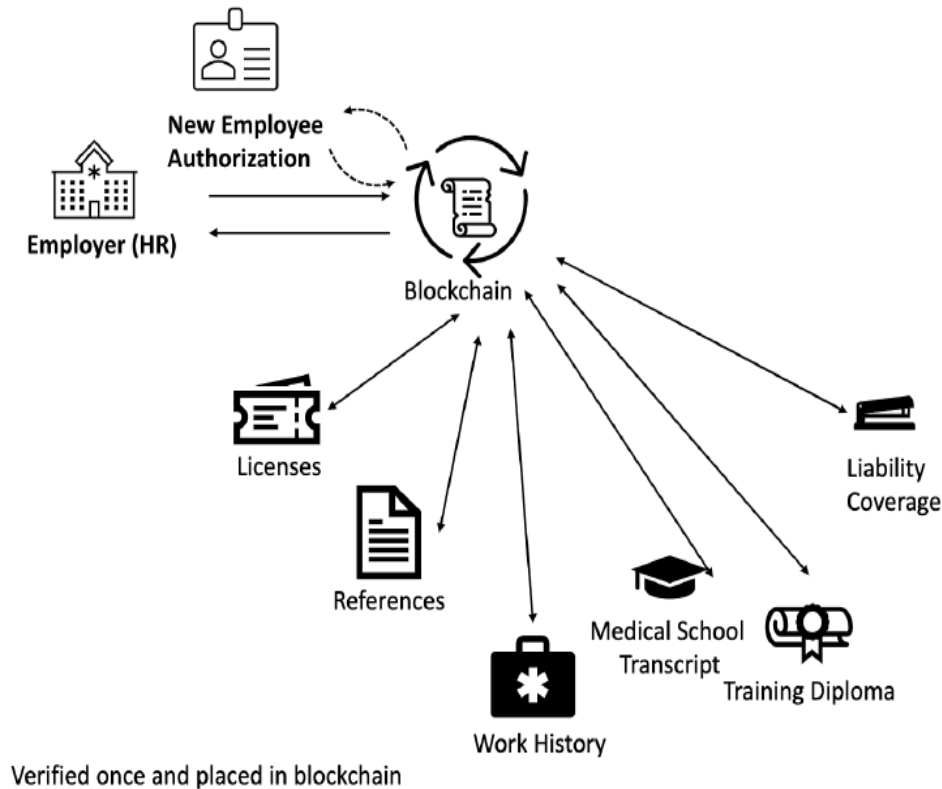 New Employee
Authorization
Employer (HR)
Blockchain
Licenses
Liability
Coverage
References
Medical School
Transcript
Training Diploma
Work History
Verified once and placed in blockchain